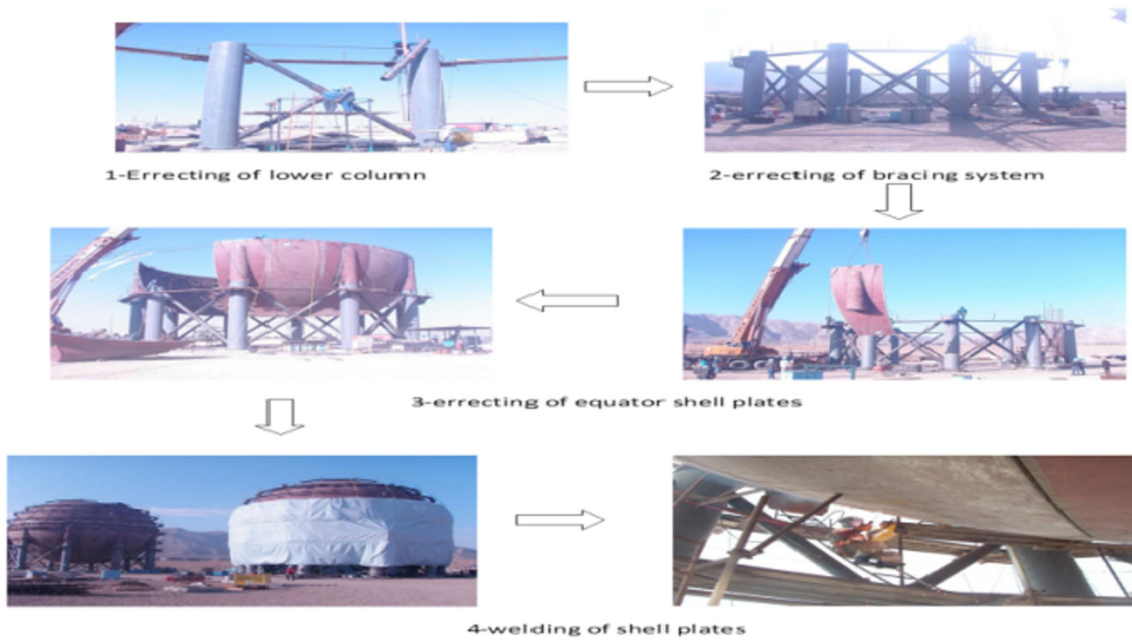 1-Errecting of lower column
2-errecting of bracing system
3-errecting of equator shell plates
4-welding of shell plates